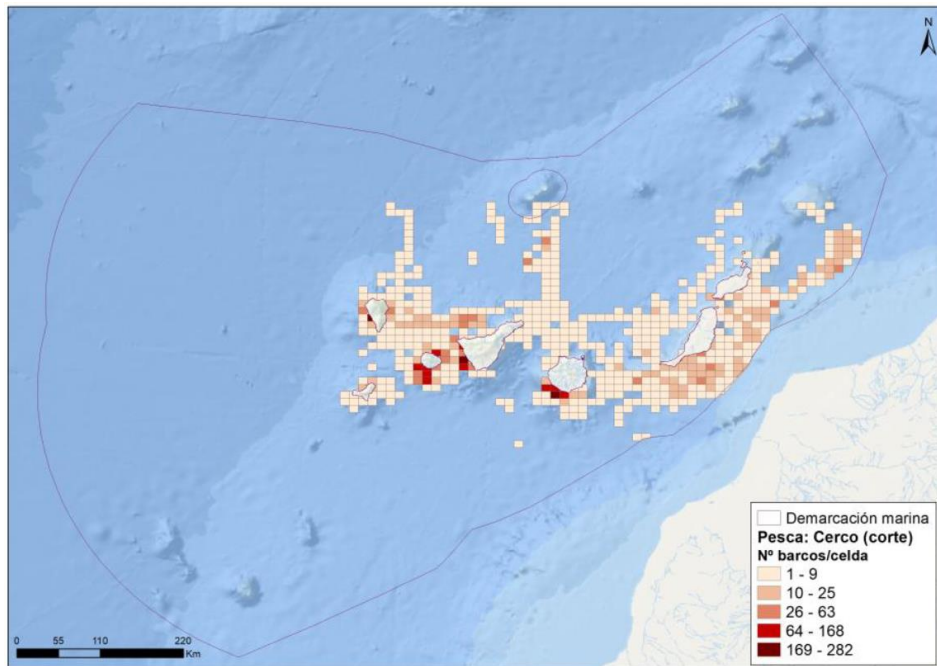 N
Demarcación marina
Pesca: Cerco (corte)
Nº barcos/celda
1 - 9
10 - 25
26 - 63
64 - 168
169 - 282
0 55 110 220
Km